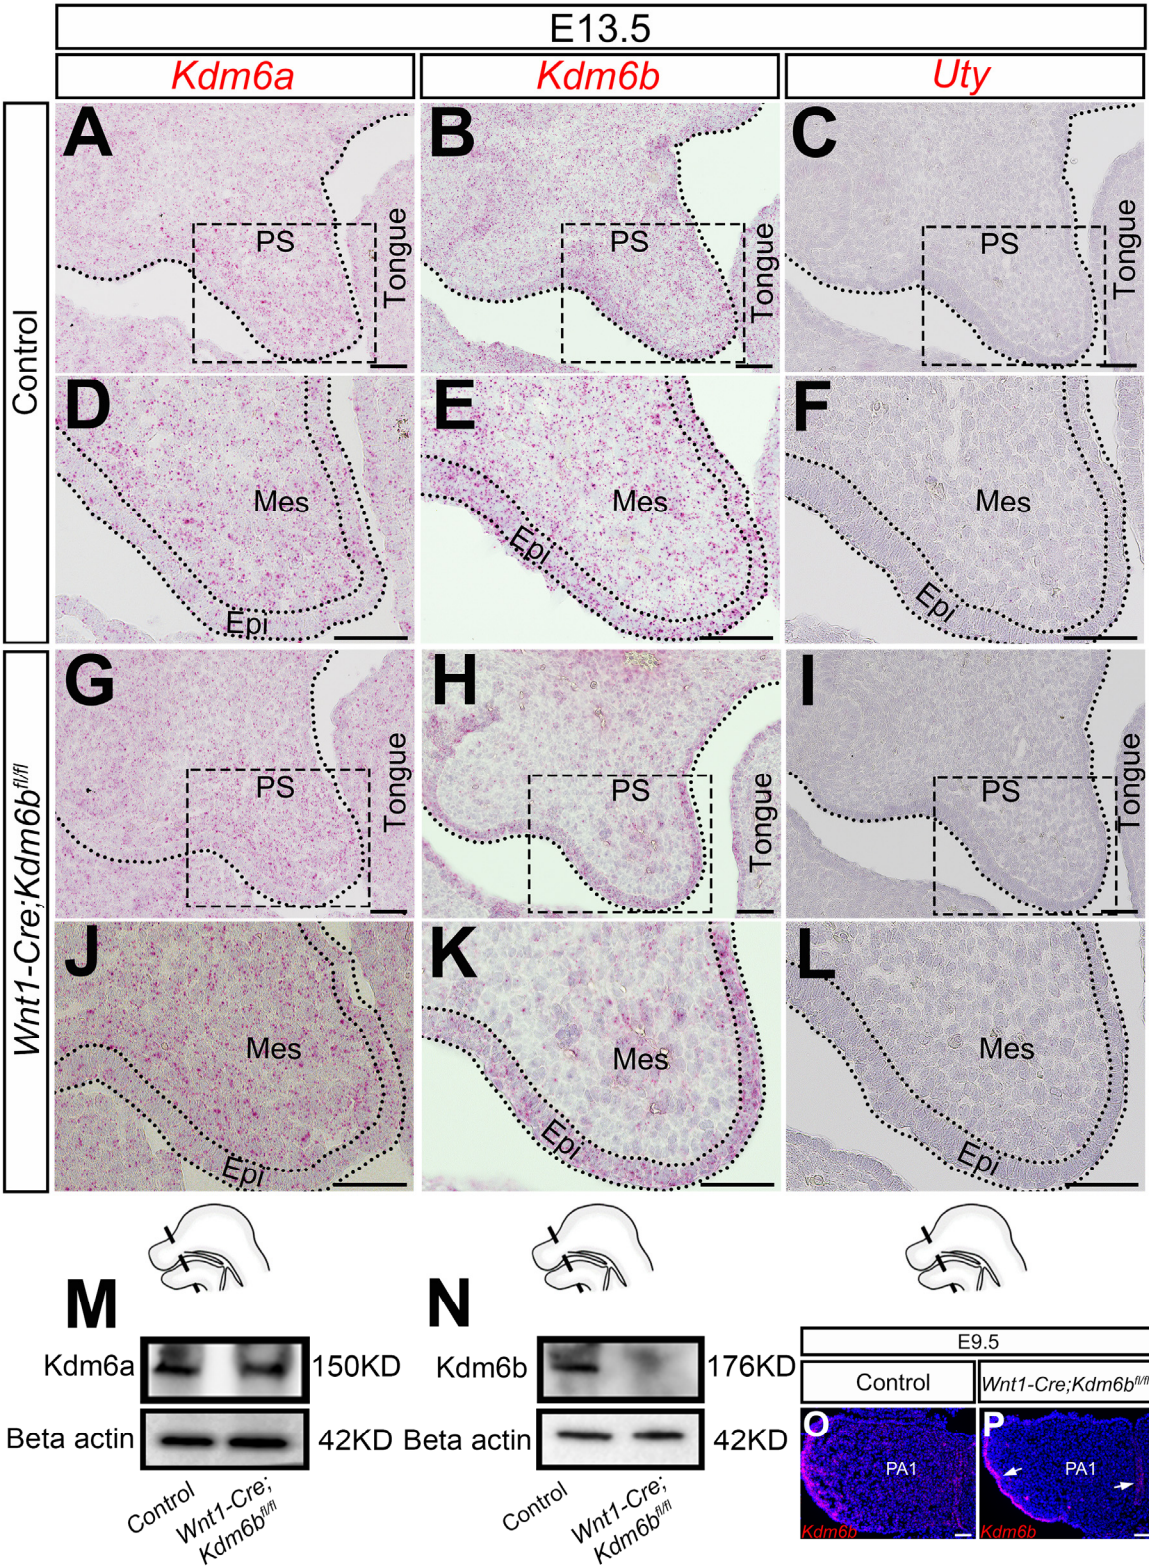 E13.5
Kdm6a Kdm6b Uty
Control
A B C
PS PS PS
Tongue Tongue Tongue
D E F
Mes Mes Mes
Epi Epi Epi
Wnt1-Cre;Kdm6bfl/fl
G H I
PS PS PS
Tongue Tongue Tongue
J K L
Mes Mes Mes
Epi Epi Epi
M
Kdm6a 150KD
Beta actin 42KD
Control
Wnt1-Cre;
Kdm6bfl/fl
N
Kdm6b 176KD
Beta actin 42KD
Control
Wnt1-Cre;
Kdm6bfl/fl
E9.5
Control Wnt1-Cre;Kdm6bfl/fl
O P
PA1 PA1
Kdm6b Kdm6b